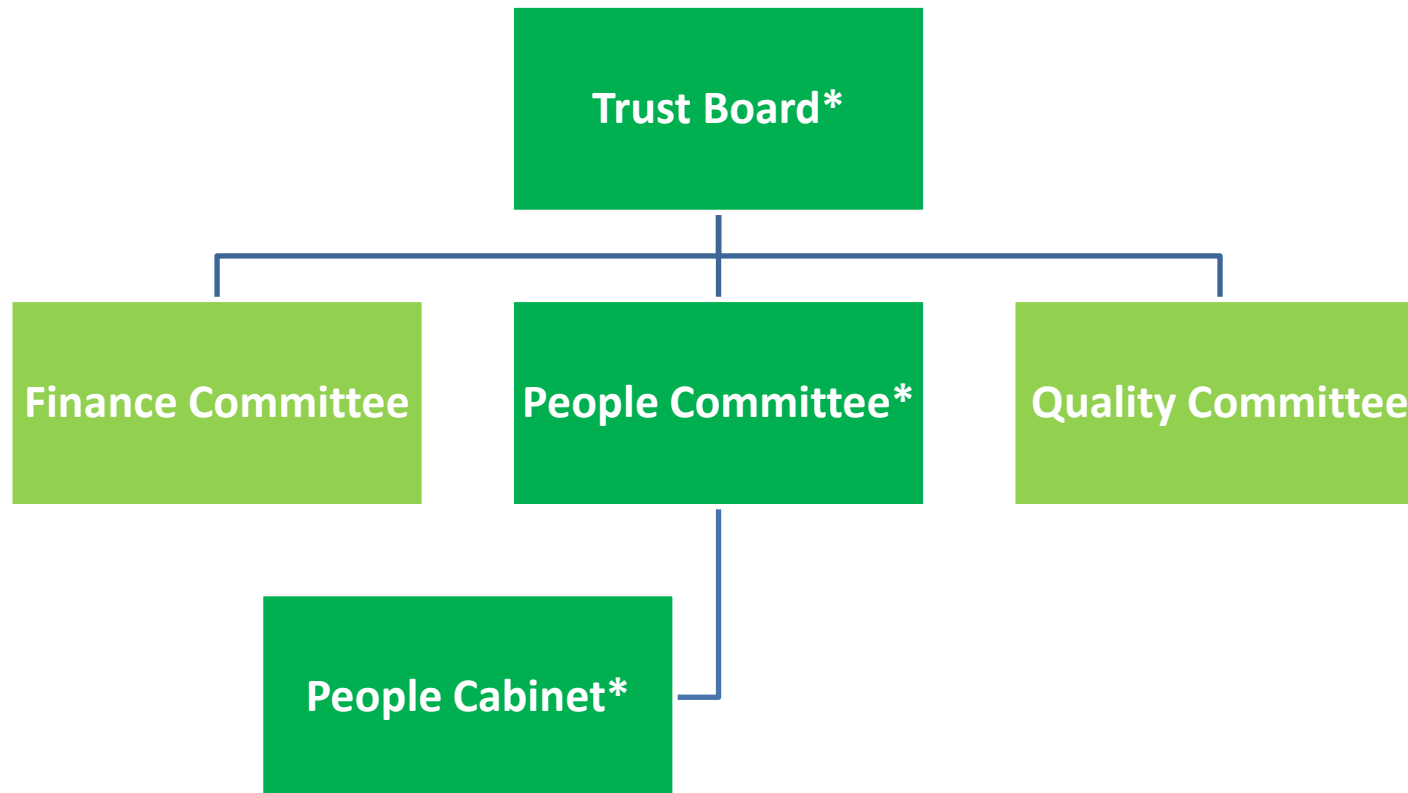 Trust Board*
Finance Committee
People Committee*
Quality Committee
People Cabinet*